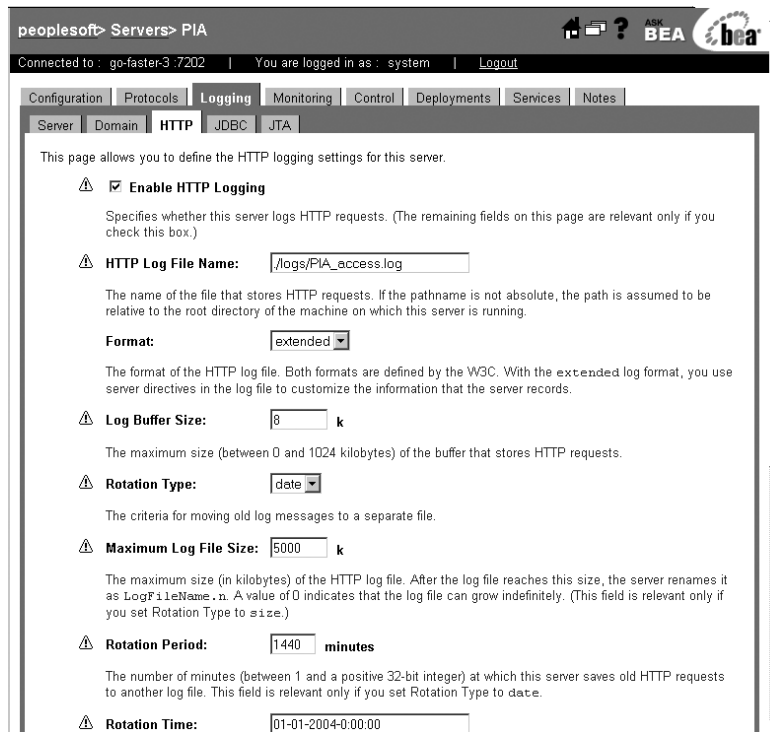 peoplesoft> Servers> PIA
? ASK BEA bea
Connected to : go-faster-3 :7202 | You are logged in as : system | Logout
Configuration Protocols Logging Monitoring Control Deployments Services Notes
Server Domain HTTP JDBC JTA
This page allows you to define the HTTP logging settings for this server.
Enable HTTP Logging
Specifies whether this server logs HTTP requests. (The remaining fields on this page are relevant only if you
check this box.)
HTTP Log File Name: ./logs/PIA_access.log
The name of the file that stores HTTP requests. If the pathname is not absolute, the path is assumed to be
relative to the root directory of the machine on which this server is running.
Format: extended
The format of the HTTP log file. Both formats are defined by the W3C. With the extended log format, you use
server directives in the log file to customize the information that the server records.
Log Buffer Size: 8 k
The maximum size (between 0 and 1024 kilobytes) of the buffer that stores HTTP requests.
Rotation Type: date
The criteria for moving old log messages to a separate file.
Maximum Log File Size: 5000 k
The maximum size (in kilobytes) of the HTTP log file. After the log file reaches this size, the server renames it
as LogFileName.n. A value of 0 indicates that the log file can grow indefinitely. (This field is relevant only if
you set Rotation Type to size.)
Rotation Period: 1440 minutes
The number of minutes (between 1 and a positive 32-bit integer) at which this server saves old HTTP requests
to another log file. This field is relevant only if you set Rotation Type to date.
Rotation Time: 01-01-2004-0:00:00